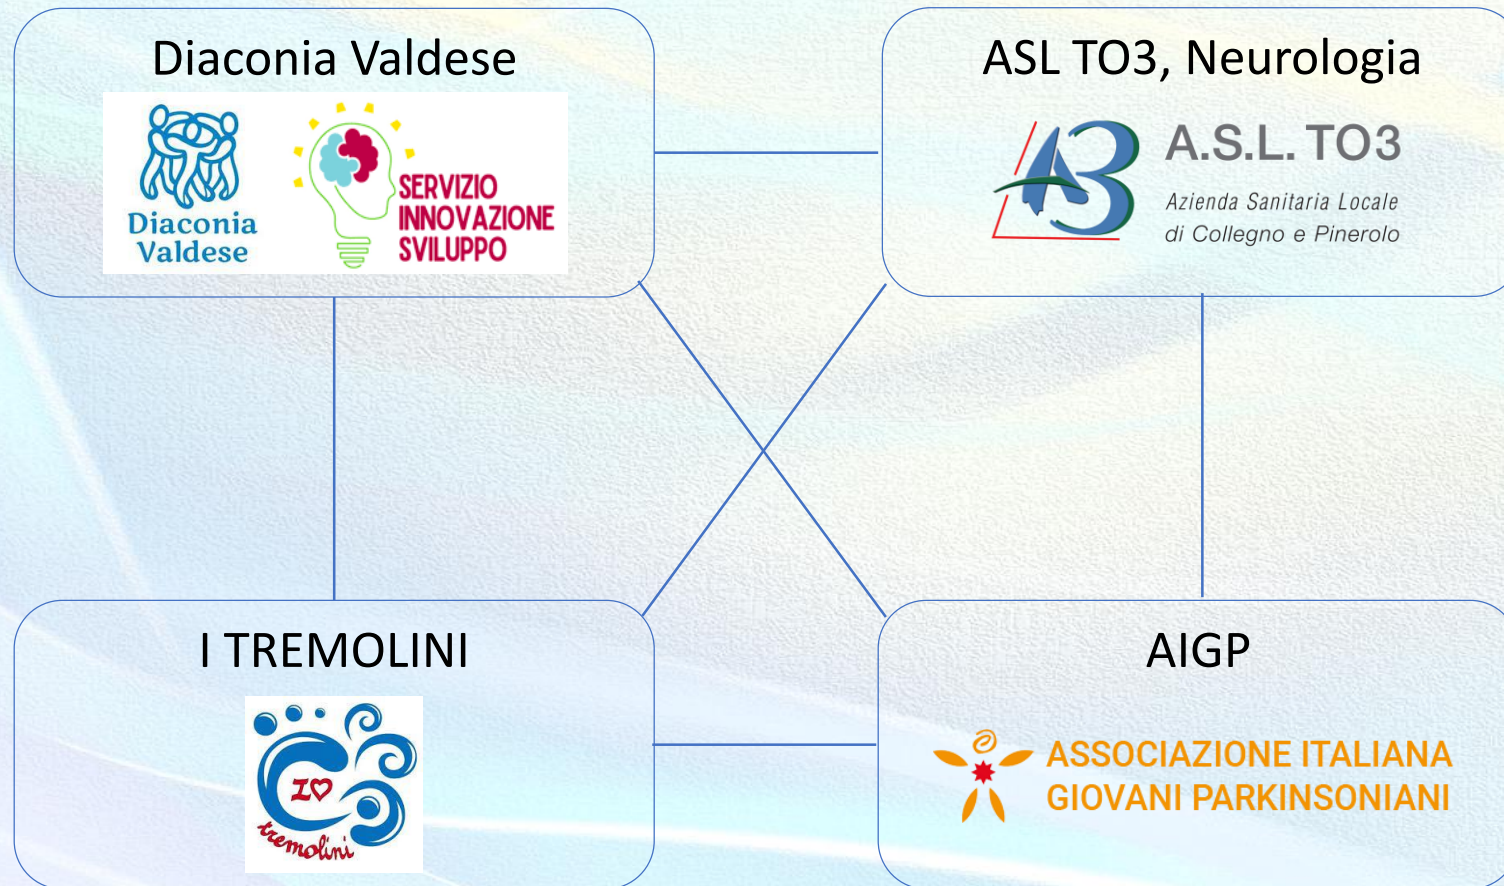 Diaconia Valdese
Diaconia
Valdese
SERVIZIO
INNOVAZIONE
SVILUPPO
ASL TO3, Neurologia
A.S.L. TO3
Azienda Sanitaria Locale
di Collegno e Pinerolo
I TREMOLINI
I
tremolini
AIGP
ASSOCIAZIONE ITALIANA
GIOVANI PARKINSONIANI